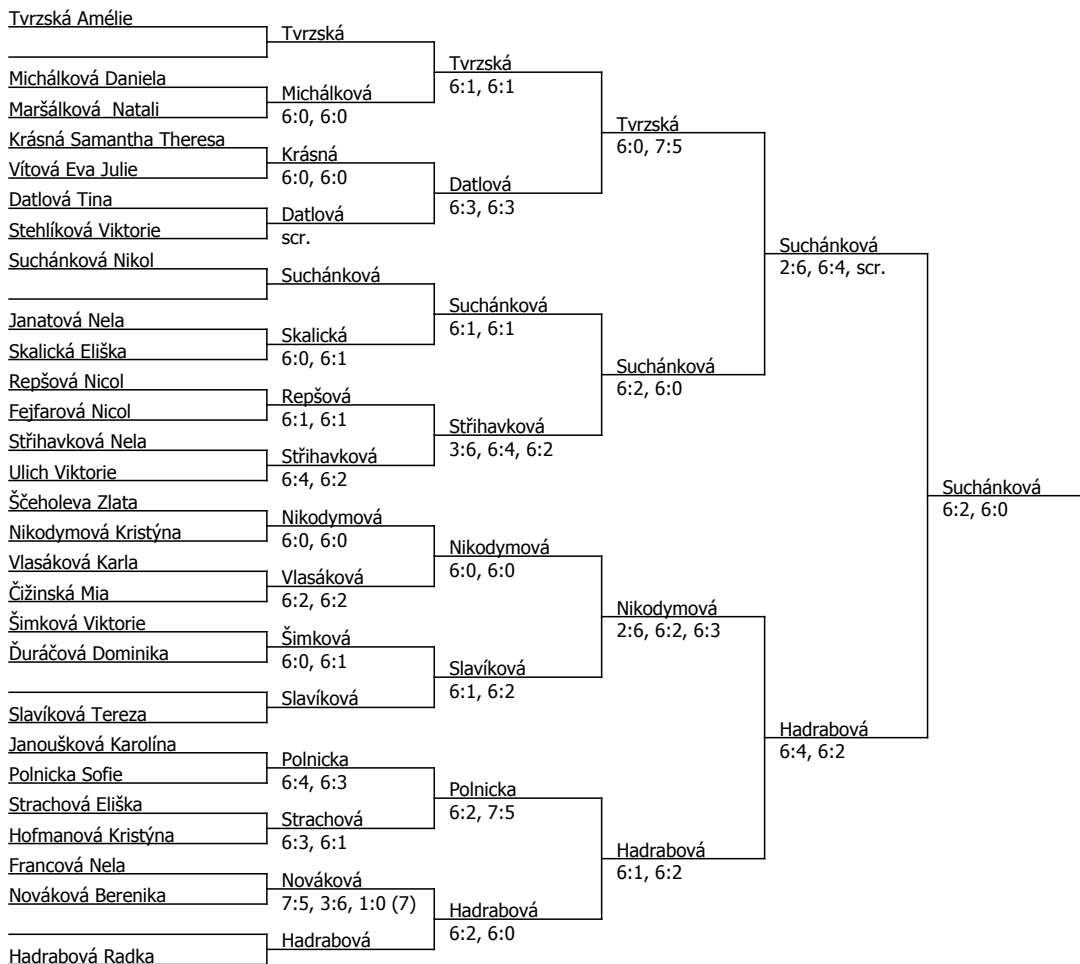 Tvrzská Amélie
Michálková Daniela
Maršálková  Natali
Krásná Samantha Theresa
Vítová Eva Julie
Datlová Tina
Stehlíková Viktorie
Suchánková Nikol
Janatová Nela
Skalická Eliška
Repšová Nicol
Fejfarová Nicol
Střihavková Nela
Ulich Viktorie
Ščeholeva Zlata
Nikodymová Kristýna
Vlasáková Karla
Čižinská Mia
Šimková Viktorie
Ďuráčová Dominika
Slavíková Tereza
Janoušková Karolína
Polnicka Sofie
Strachová Eliška
Hofmanová Kristýna
Francová Nela
Nováková Berenika
Hadrabová Radka
Tvrzská
Michálková
6:0, 6:0
Krásná
6:0, 6:0
Datlová
scr.
Suchánková
Skalická
6:0, 6:1
Repšová
6:1, 6:1
Střihavková
6:4, 6:2
Nikodymová
6:0, 6:0
Vlasáková
6:2, 6:2
Šimková
6:0, 6:1
Slavíková
Polnicka
6:4, 6:3
Strachová
6:3, 6:1
Nováková
7:5, 3:6, 1:0 (7)
Hadrabová
Tvrzská
6:1, 6:1
Datlová
6:3, 6:3
Suchánková
6:1, 6:1
Střihavková
3:6, 6:4, 6:2
Nikodymová
6:0, 6:0
Slavíková
6:1, 6:2
Polnicka
6:2, 7:5
Hadrabová
6:2, 6:0
Tvrzská
6:0, 7:5
Suchánková
6:2, 6:0
Nikodymová
2:6, 6:2, 6:3
Hadrabová
6:1, 6:2
Suchánková
2:6, 6:4, scr.
Hadrabová
6:4, 6:2
Suchánková
6:2, 6:0